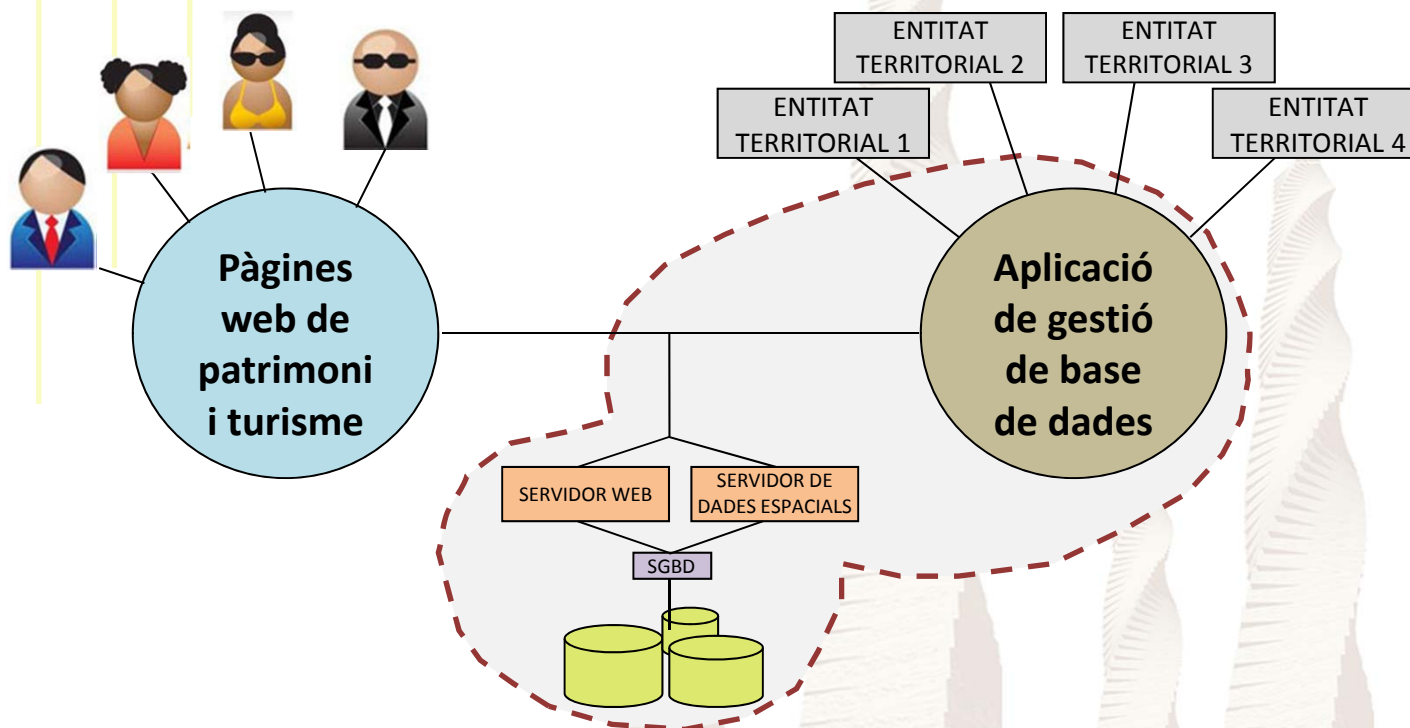 ENTITAT
TERRITORIAL 2
ENTITAT
TERRITORIAL 3
ENTITAT
TERRITORIAL 1
ENTITAT
TERRITORIAL 4
Pàgines
web de
patrimoni
i turisme
Aplicació
de gestió
de base
de dades
SERVIDOR WEB
SERVIDOR DE
DADES ESPACIALS
SGBD